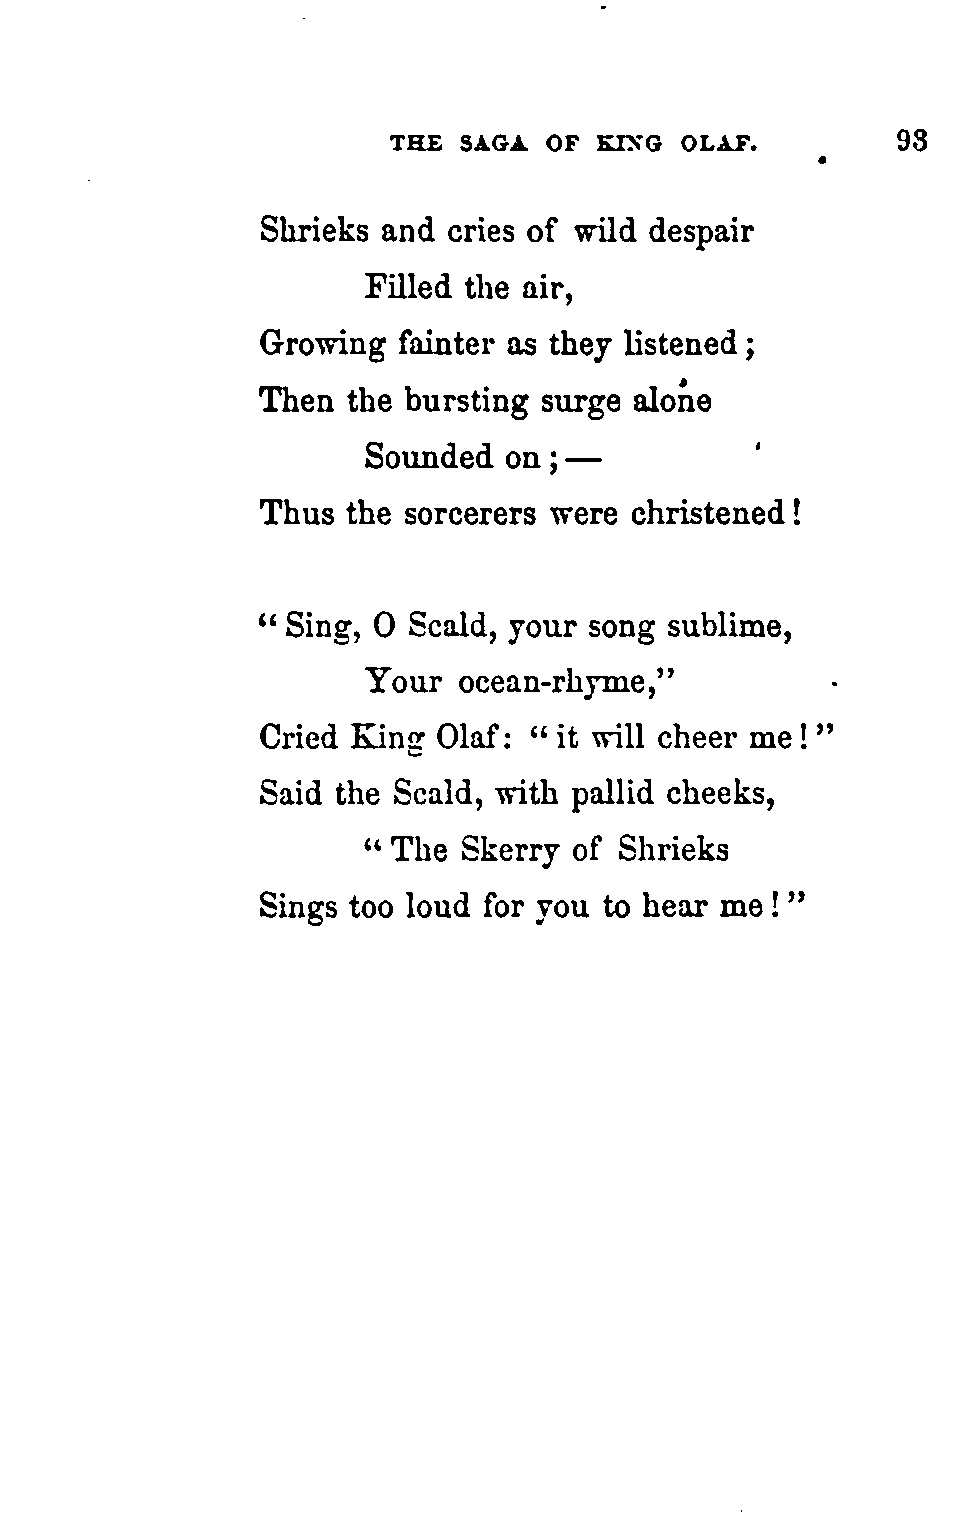 THE SAGA OF KING OLAF. 93
Shrieks and cries of wild despair
Filled the air,
Growing fainter as they listened;
Then the bursting surge alone
Sounded on;—
Thus the sorcerers were christened!
"Sing, O Scald, your song sublime,
Your ocean-rhyme,"
Cried King Olaf: "it will cheer me!"
Said the Scald, with pallid cheeks,
"The Skerry of Shrieks
Sings too loud for you to hear me!"